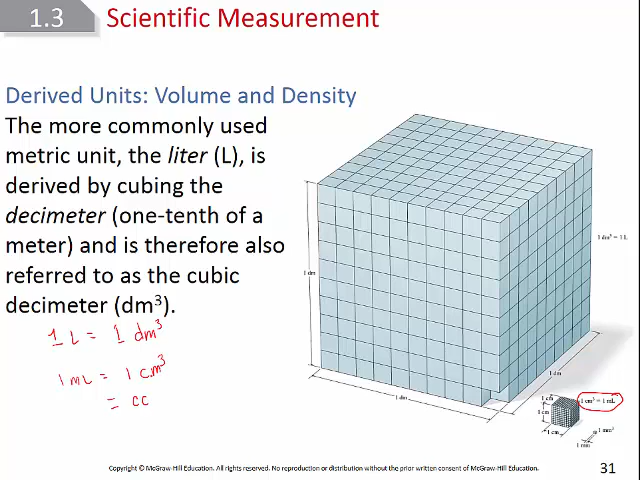 1.3 Scientific Measurement
Derived Units: Volume and Density
The more commonly used
metric unit, the liter (L), is
derived by cubing the
decimeter (one-tenth of a
meter) and is therefore also
referred to as the cubic
decimeter (dm³).
1 L = 1 dm³
1 mL = 1 cm³
= cc
1 dm³ = 1 L
1 dm
1 dm
1 dm
1 cm
1 cm³ = 1 mL
1 cm
1 cm
1 mm³
1 mm
Copyright © McGraw-Hill Education. All rights reserved. No reproduction or distribution without the prior written consent of McGraw-Hill Education.
31